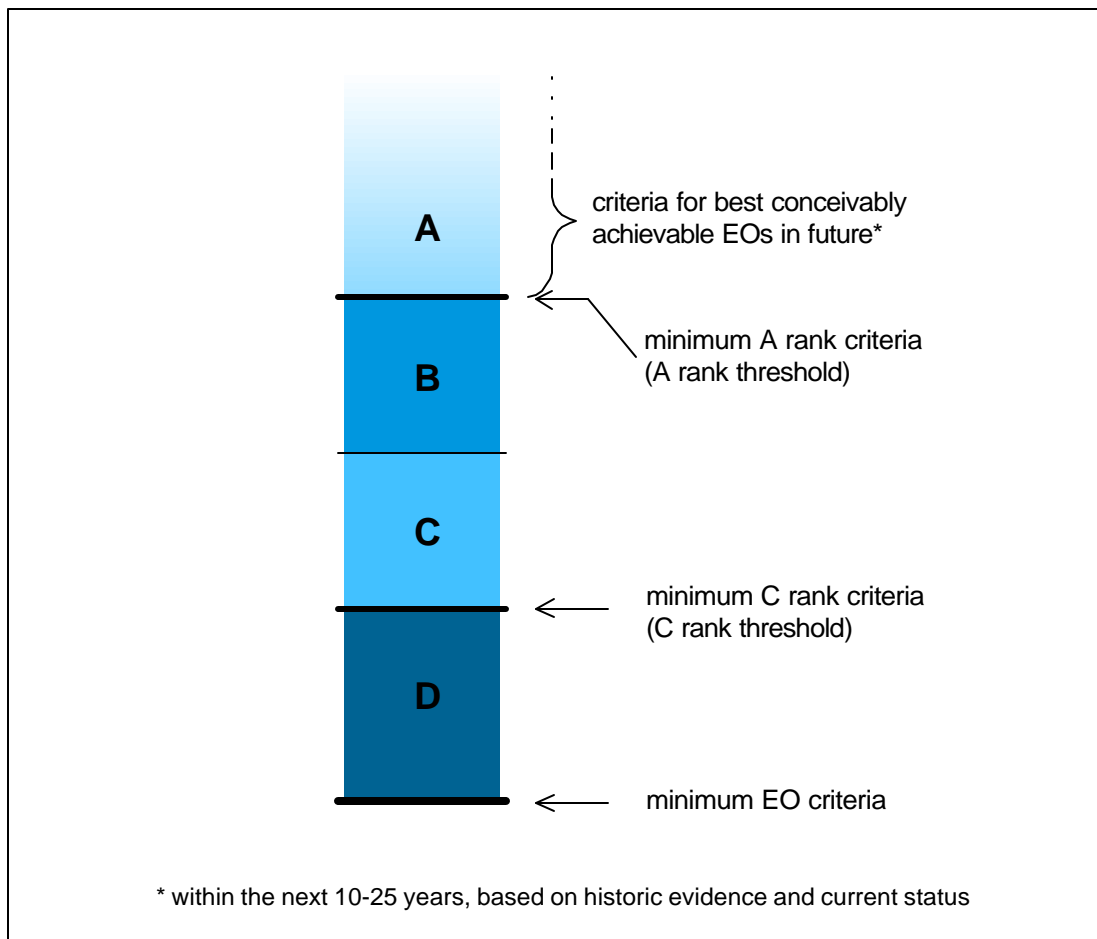 A
criteria for best conceivably
achievable EOs in future*
minimum A rank criteria
(A rank threshold)
B
C
minimum C rank criteria
(C rank threshold)
D
minimum EO criteria
* within the next 10-25 years, based on historic evidence and current status